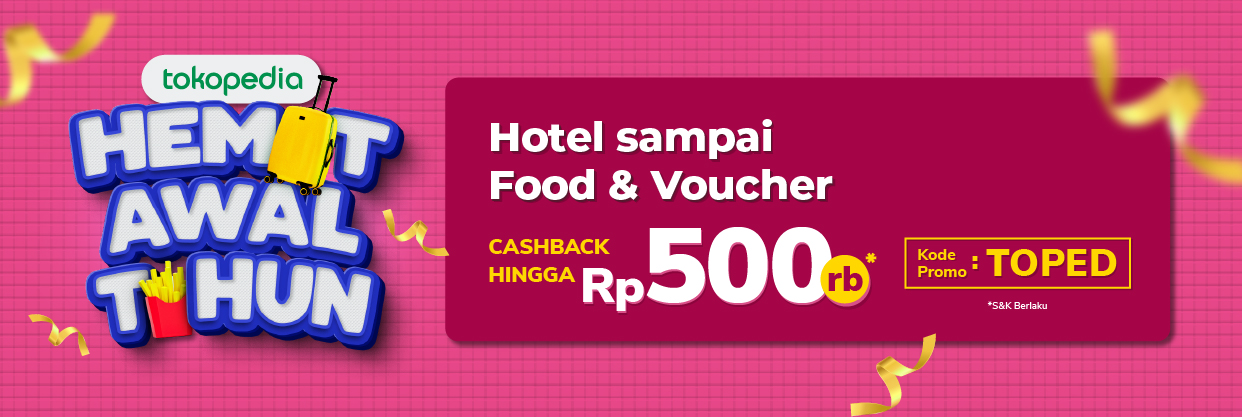 tokopedia
HEMAT
AWAL
TAHUN
Hotel sampai
Food & Voucher
CASHBACK
HINGGA Rp500rb*
Kode
Promo : TOPED
*S&K Berlaku